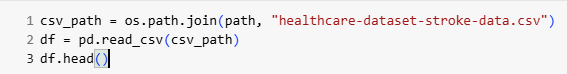 1 csv_path = os.path.join(path, "healthcare-dataset-stroke-data.csv")
2 df = pd.read_csv(csv_path)
3 df.head()